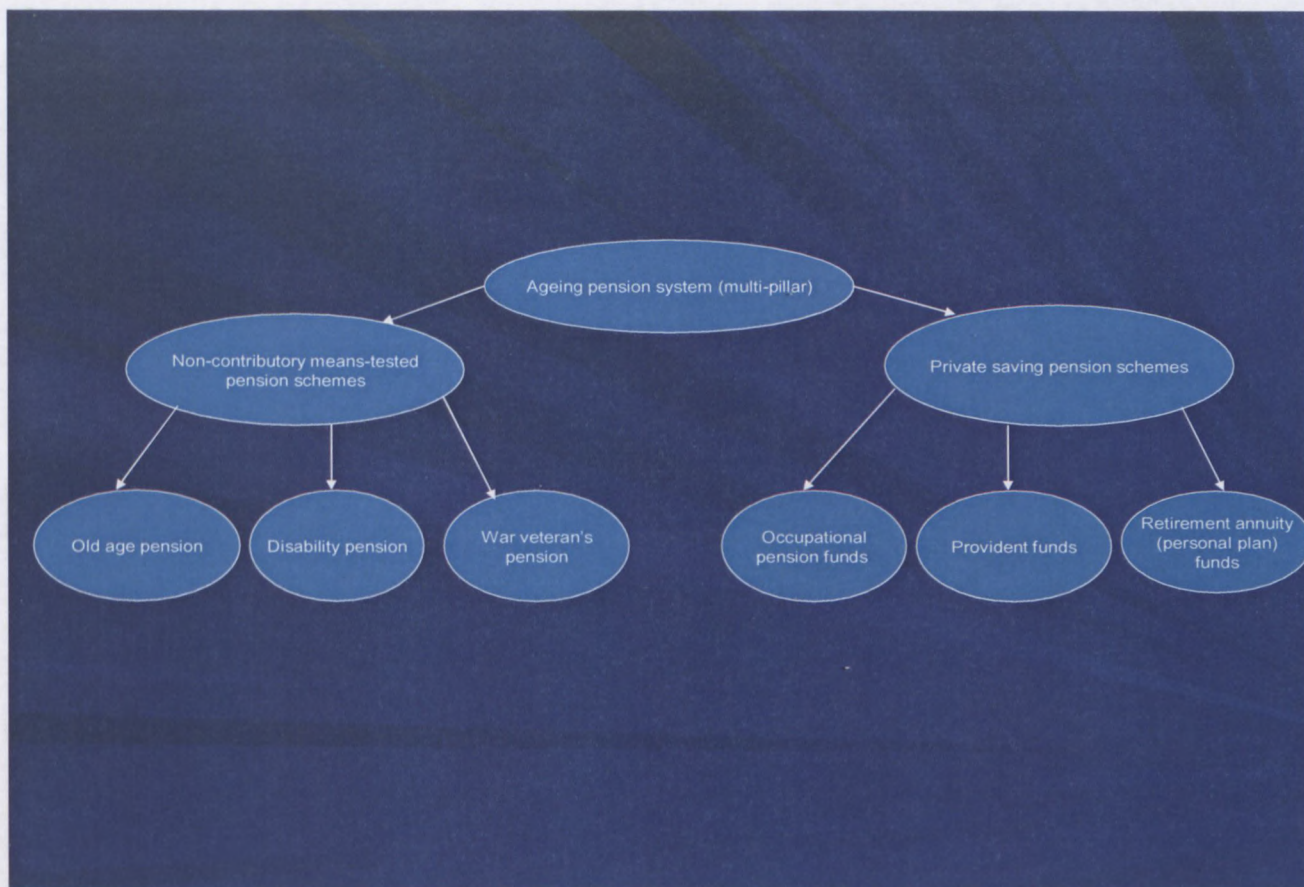 Ageing pension system (multi-pillar)
Non-contributory means-tested
pension schemes
Private saving pension schemes
Old age pension
Disability pension
War veteran's
pension
Occupational
pension funds
Provident funds
Retirement annuity
(personal plan)
funds